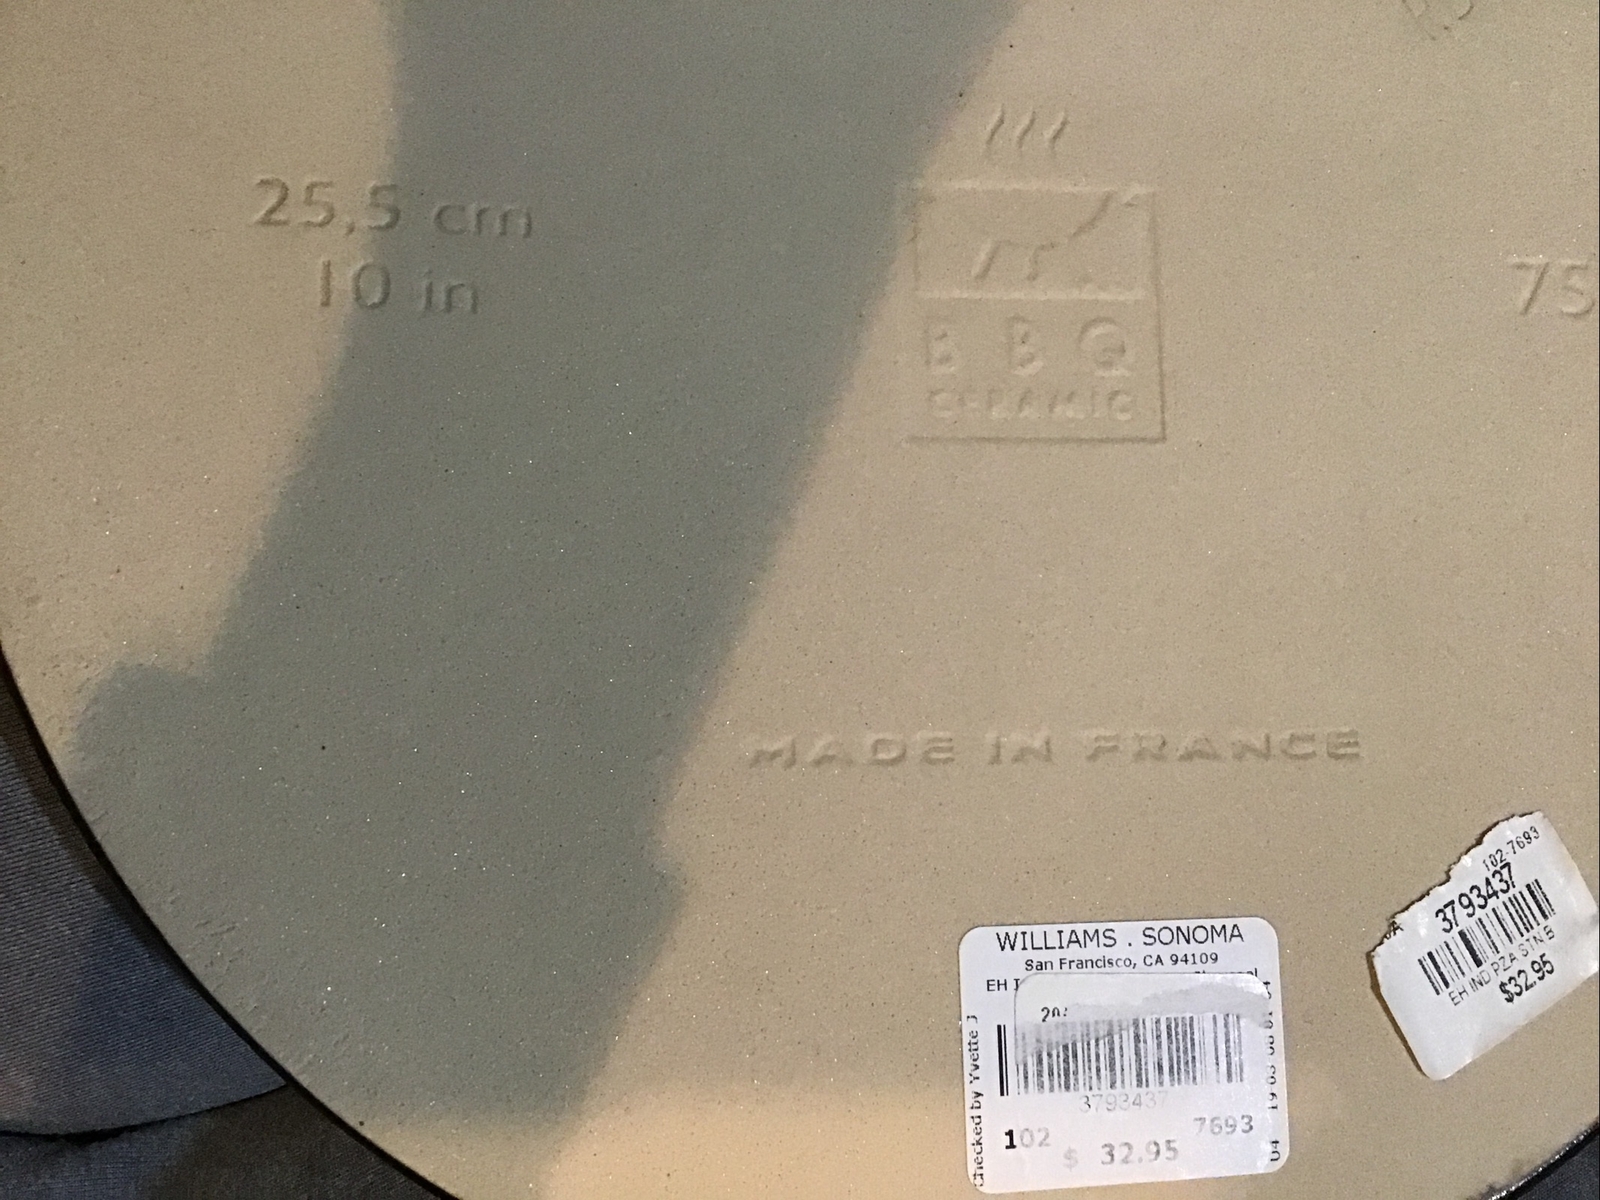 25,5 cm
10 in
BBQ
CERAMIC
75
MADE IN FRANCE
WILLIAMS . SONOMA
San Francisco, CA 94109
EH
checked by Yvette J
3793437
102
7693
$ 32.95
102-7693
3793437
EH IND PZA STN B
$32.95